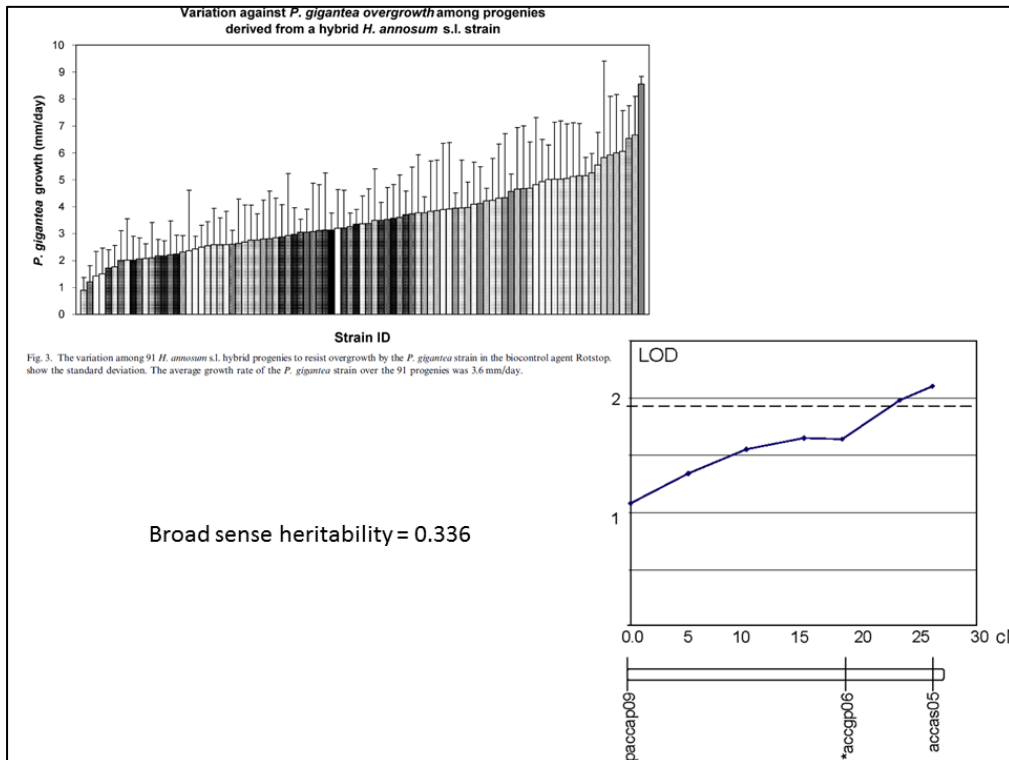 Variation against P. gigantea overgrowth among progenies
derived from a hybrid H. annosum s.l. strain
10
9
8
7
6
5
4
3
2
1
0
P. gigantea growth (mm/day)
Strain ID
Fig. 3. The variation among 91 H. annosum s.l. hybrid progenies to resist overgrowth by the P. gigantea strain in the biocontrol agent Rotstop.
show the standard deviation. The average growth rate of the P. gigantea strain over the 91 progenies was 3.6 mm/day.
Broad sense heritability = 0.336
LOD
2
1
0.0 5 10 15 20 25 30 cl
paccap09
*accgp06
accas05